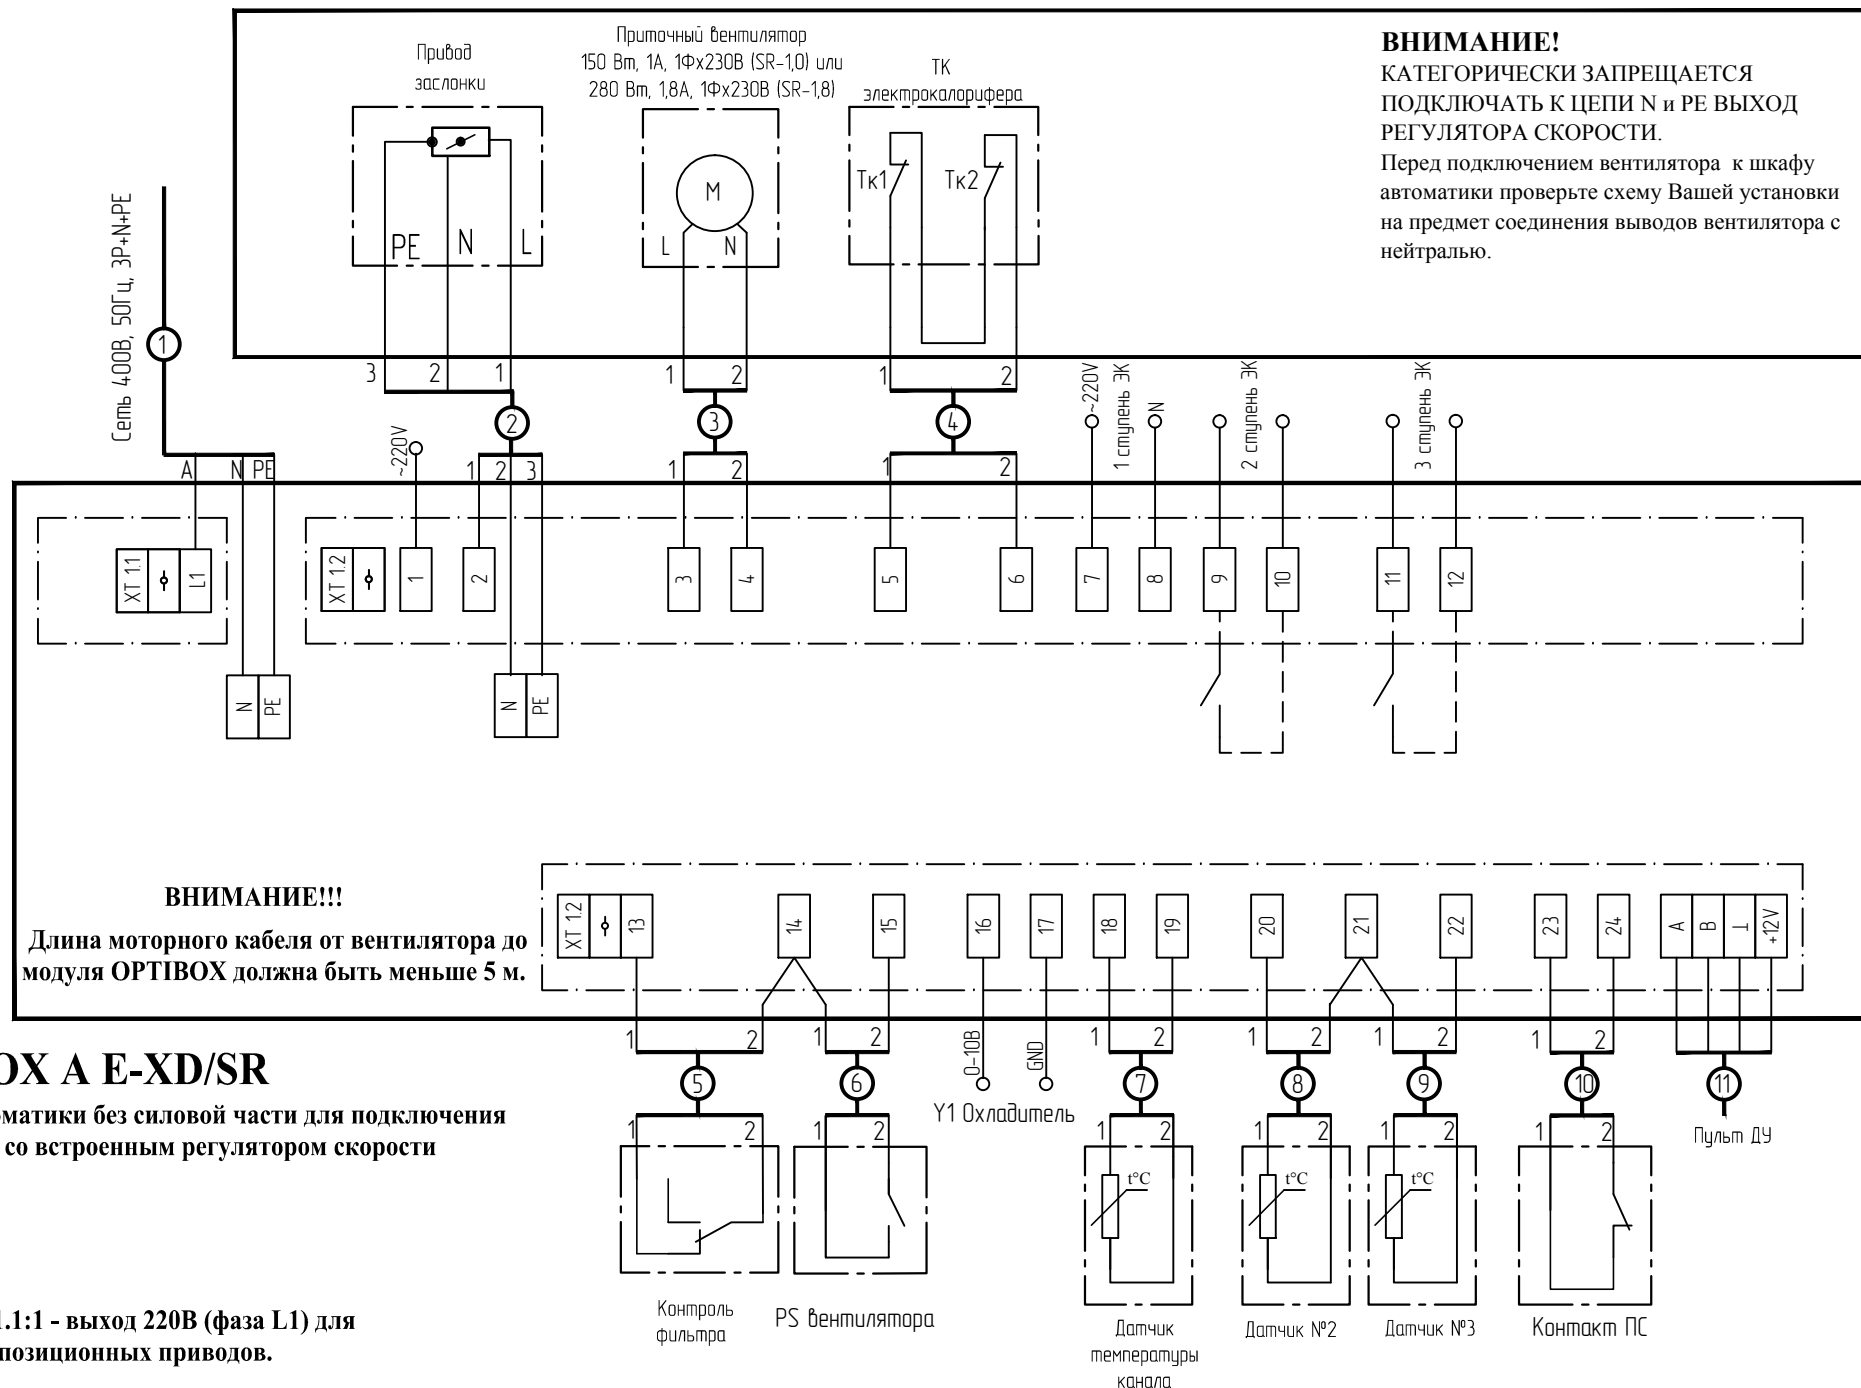 Привод
заслонки
Приточный вентилятор
150 Вт, 1А, 1Фх230В (SR-1,0) или
280 Вт, 1,8А, 1Фх230В (SR-1,8)
ТК
электрокалорифера
ВНИМАНИЕ!
КАТЕГОРИЧЕСКИ ЗАПРЕЩАЕТСЯ
ПОДКЛЮЧАТЬ К ЦЕПИ N и PE ВЫХОД
РЕГУЛЯТОРА СКОРОСТИ.
Перед подключением вентилятора к шкафу
автоматики проверьте схему Вашей установки
на предмет соединения выводов вентилятора с
нейтралью.
Тк1 Тк2
M
PE N L
L N
Сеть 400В, 50Гц, 3P+N+PE
1
3 2 1
1 2
1 2
2
3
4
~220V
~220V
1 ступень ЭК
N
2 ступень ЭК
3 ступень ЭК
A N PE
1 2 3
1 2
1 2
XT 1.1 L1
XT 1.2 1 2 3 4 5 6 7 8 9 10 11 12
N PE
N PE
ВНИМАНИЕ!!!
Длина моторного кабеля от вентилятора до
модуля OPTIBOX должна быть меньше 5 м.
XT 1.2 13 14 15 16 17 18 19 20 21 22 23 24 A B ⊥ +12V
1 2 1 2 0-10В GND 1 2 1 2 1 2 1 2
5 6 7 8 9 10 11
Y1 Охладитель
Пульт ДУ
1 2 1 2 1 2 1 2 1 2 1 2
OX A E-XD/SR
оматики без силовой части для подключения
со встроенным регулятором скорости
t°C t°C t°C
Контроль
фильтра
PS вентилятора
Датчик
температуры
канала
Датчик №2
Датчик №3
Контакт ПС
1.1:1 - выход 220В (фаза L1) для
позиционных приводов.